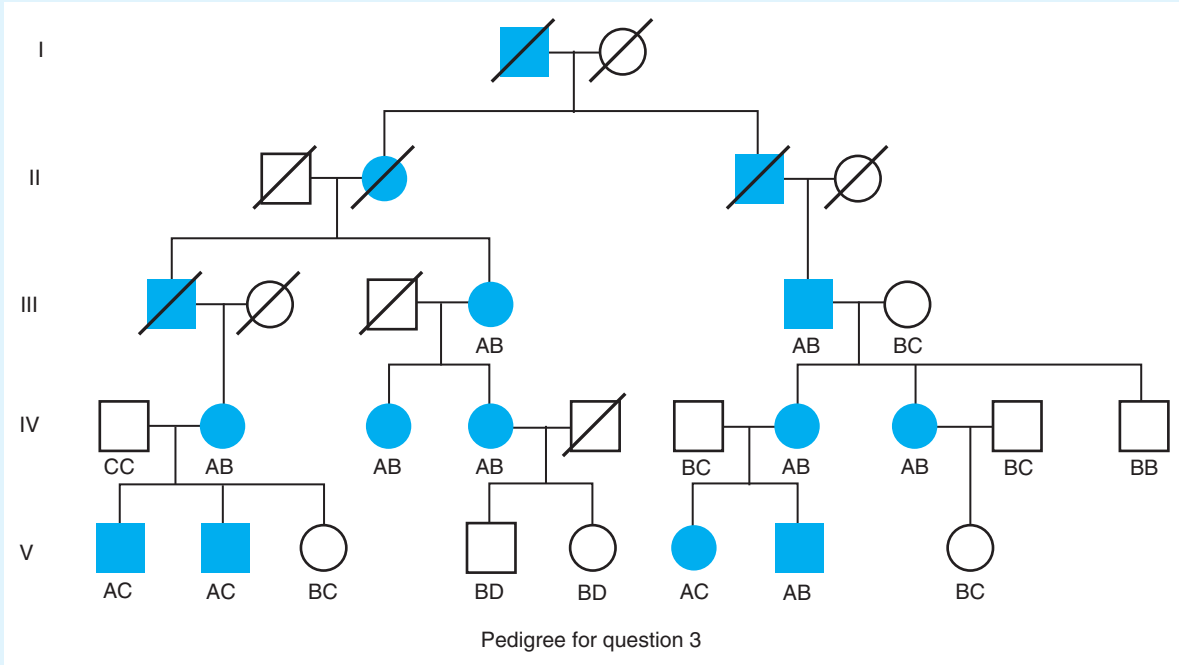 I
II
III
AB AB BC
IV
CC AB AB AB BC AB AB BC BB
V
AC AC BC BD BD AC AB BC
Pedigree for question 3